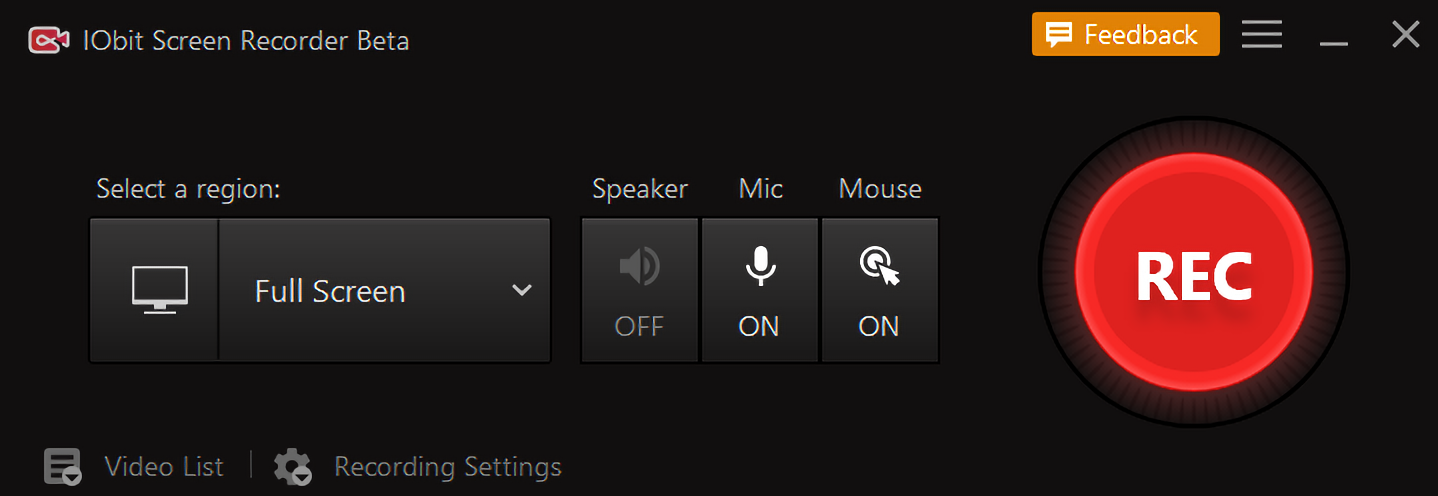 IObit Screen Recorder Beta
Feedback
Select a region:
Speaker Mic Mouse
Full Screen
OFF ON ON
REC
Video List
Recording Settings